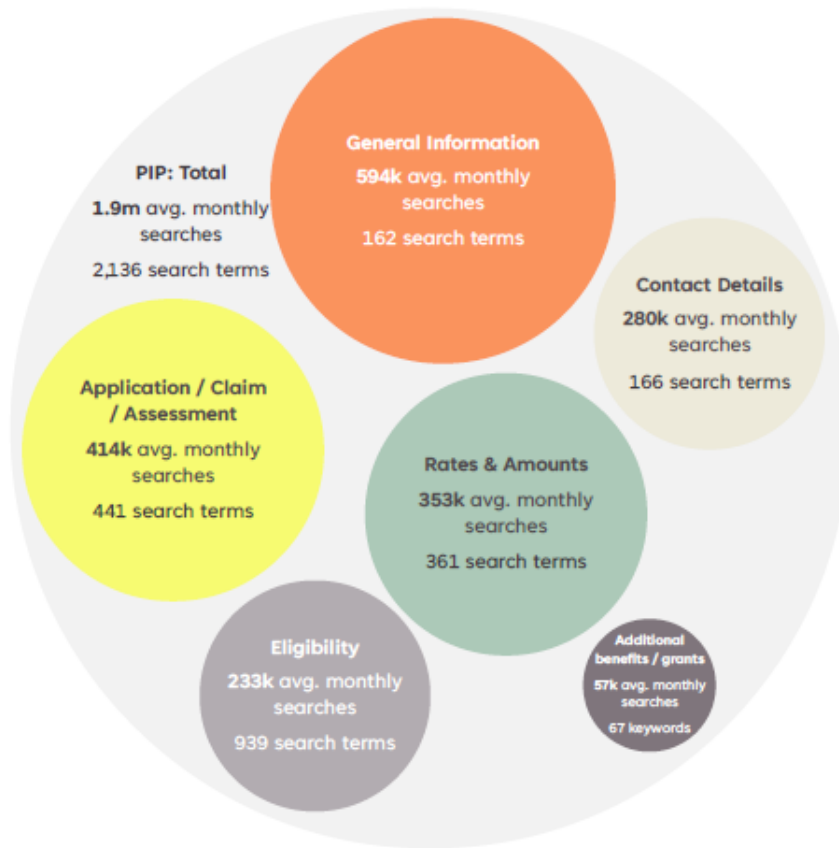 General Information
594k avg. monthly
searches
162 search terms
PIP: Total
1.9m avg. monthly
searches
2,136 search terms
Contact Details
280k avg. monthly
searches
166 search terms
Application / Claim
/ Assessment
414k avg. monthly
searches
441 search terms
Rates & Amounts
353k avg. monthly
searches
361 search terms
Eligibility
233k avg. monthly
searches
939 search terms
Additional
benefits / grants
57k avg. monthly
searches
67 keywords